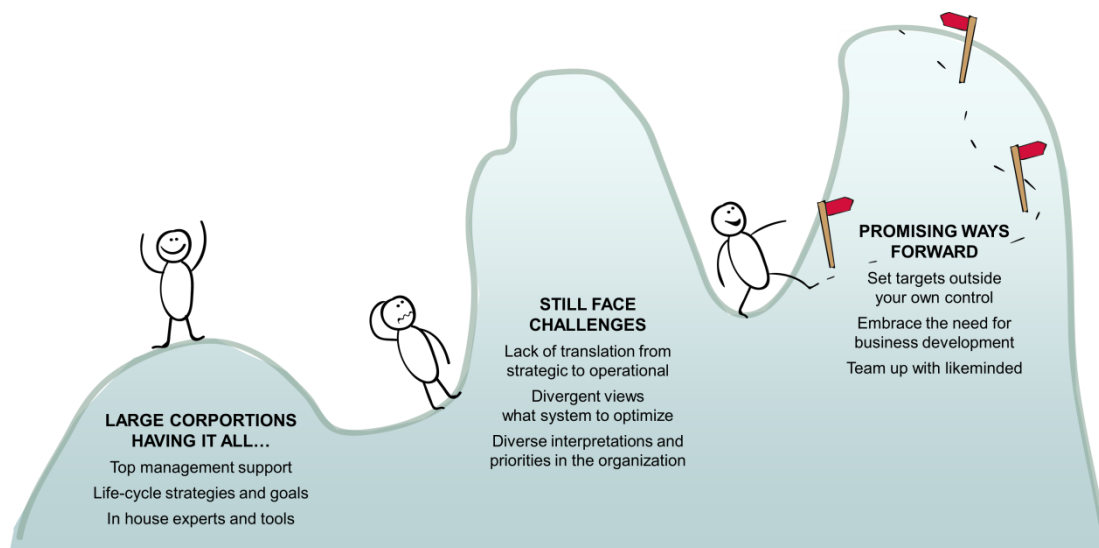 LARGE CORPORTIONS
HAVING IT ALL…
Top management support
Life-cycle strategies and goals
In house experts and tools
STILL FACE
CHALLENGES
Lack of translation from
strategic to operational
Divergent views
what system to optimize
Diverse interpretations and
priorities in the organization
PROMISING WAYS
FORWARD
Set targets outside
your own control
Embrace the need for
business development
Team up with likeminded